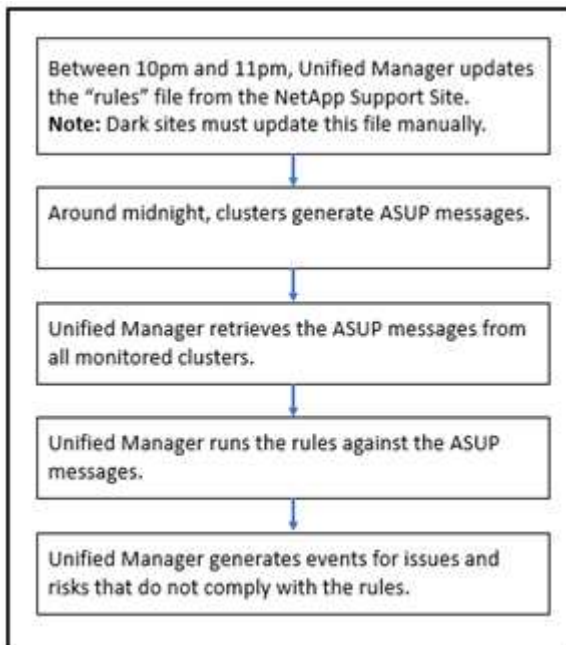 Between 10pm and 11pm, Unified Manager updates
the “rules” file from the NetApp Support Site.
Note: Dark sites must update this file manually.
Around midnight, clusters generate ASUP messages.
Unified Manager retrieves the ASUP messages from
all monitored clusters.
Unified Manager runs the rules against the ASUP
messages.
Unified Manager generates events for issues and
risks that do not comply with the rules.